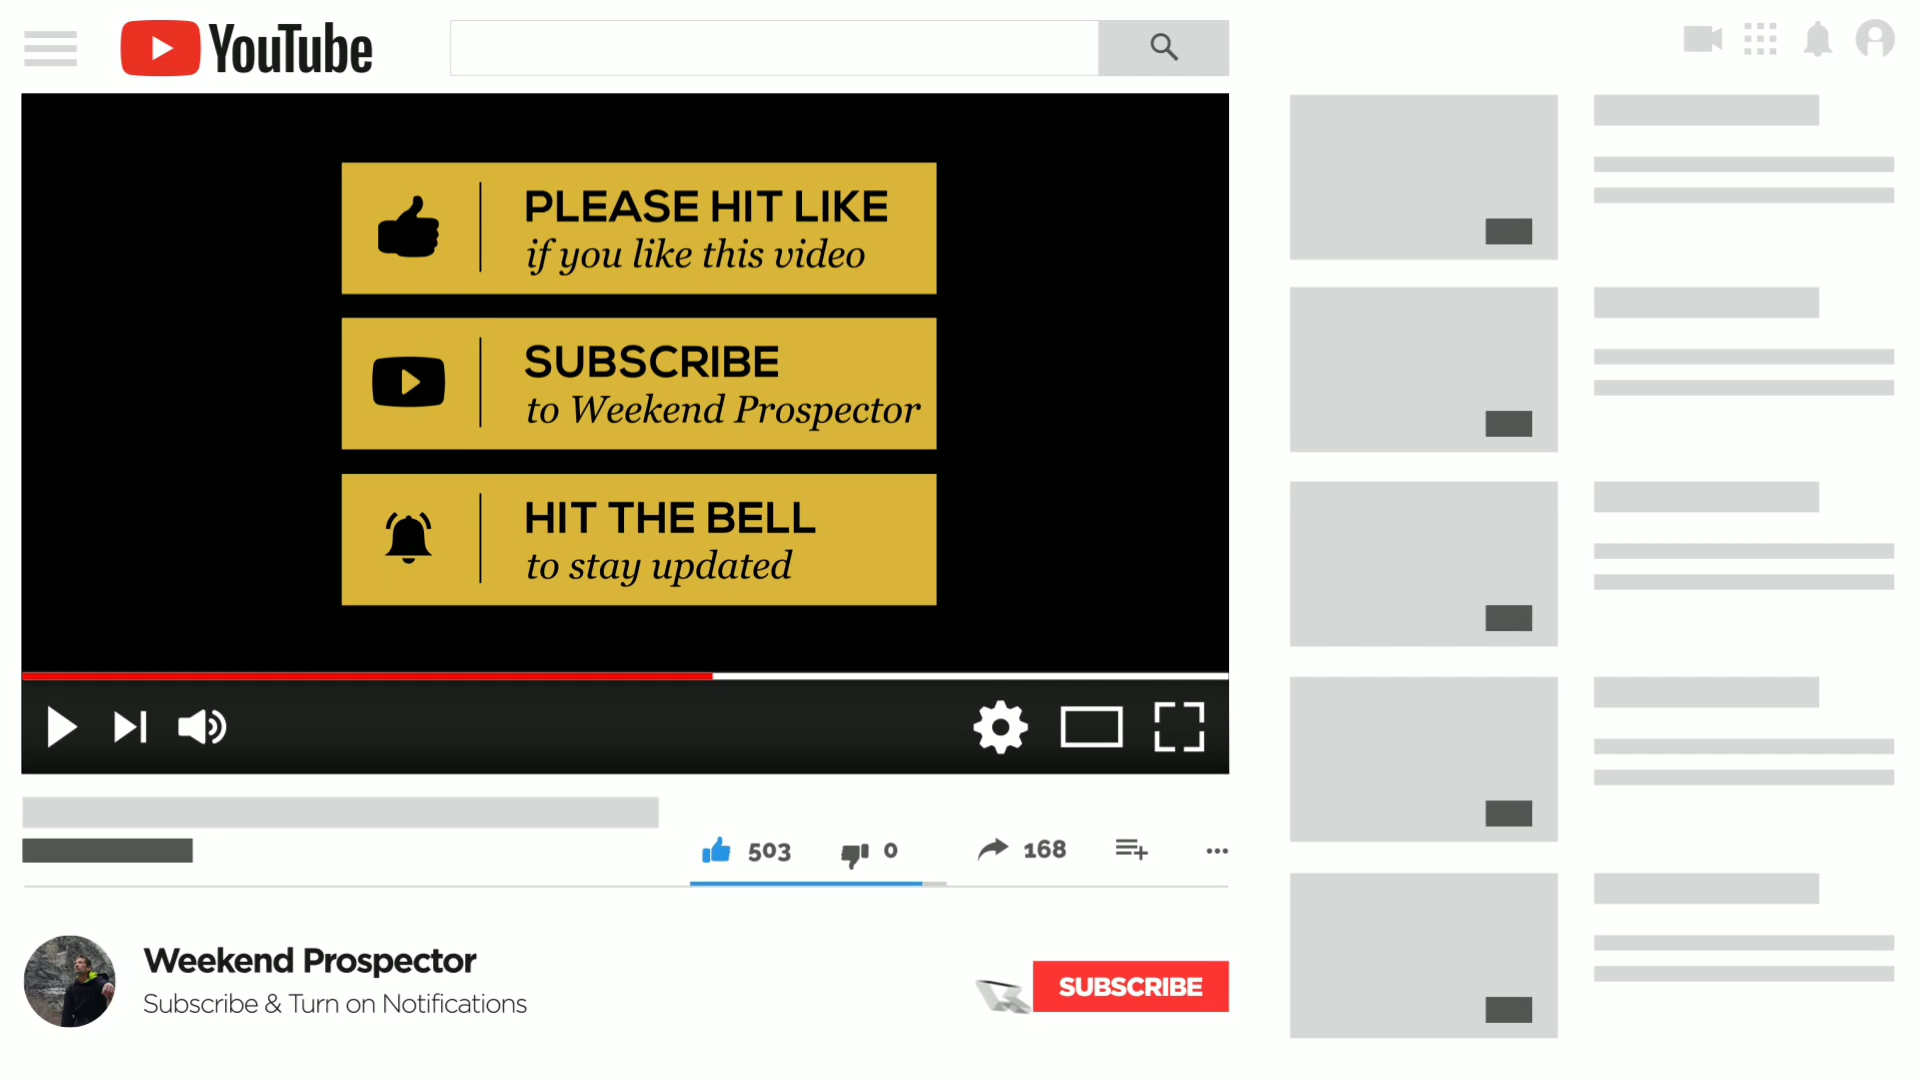 YouTube
PLEASE HIT LIKE
if you like this video
SUBSCRIBE
to Weekend Prospector
HIT THE BELL
to stay updated
503
0
168
Weekend Prospector
Subscribe & Turn on Notifications
SUBSCRIBE